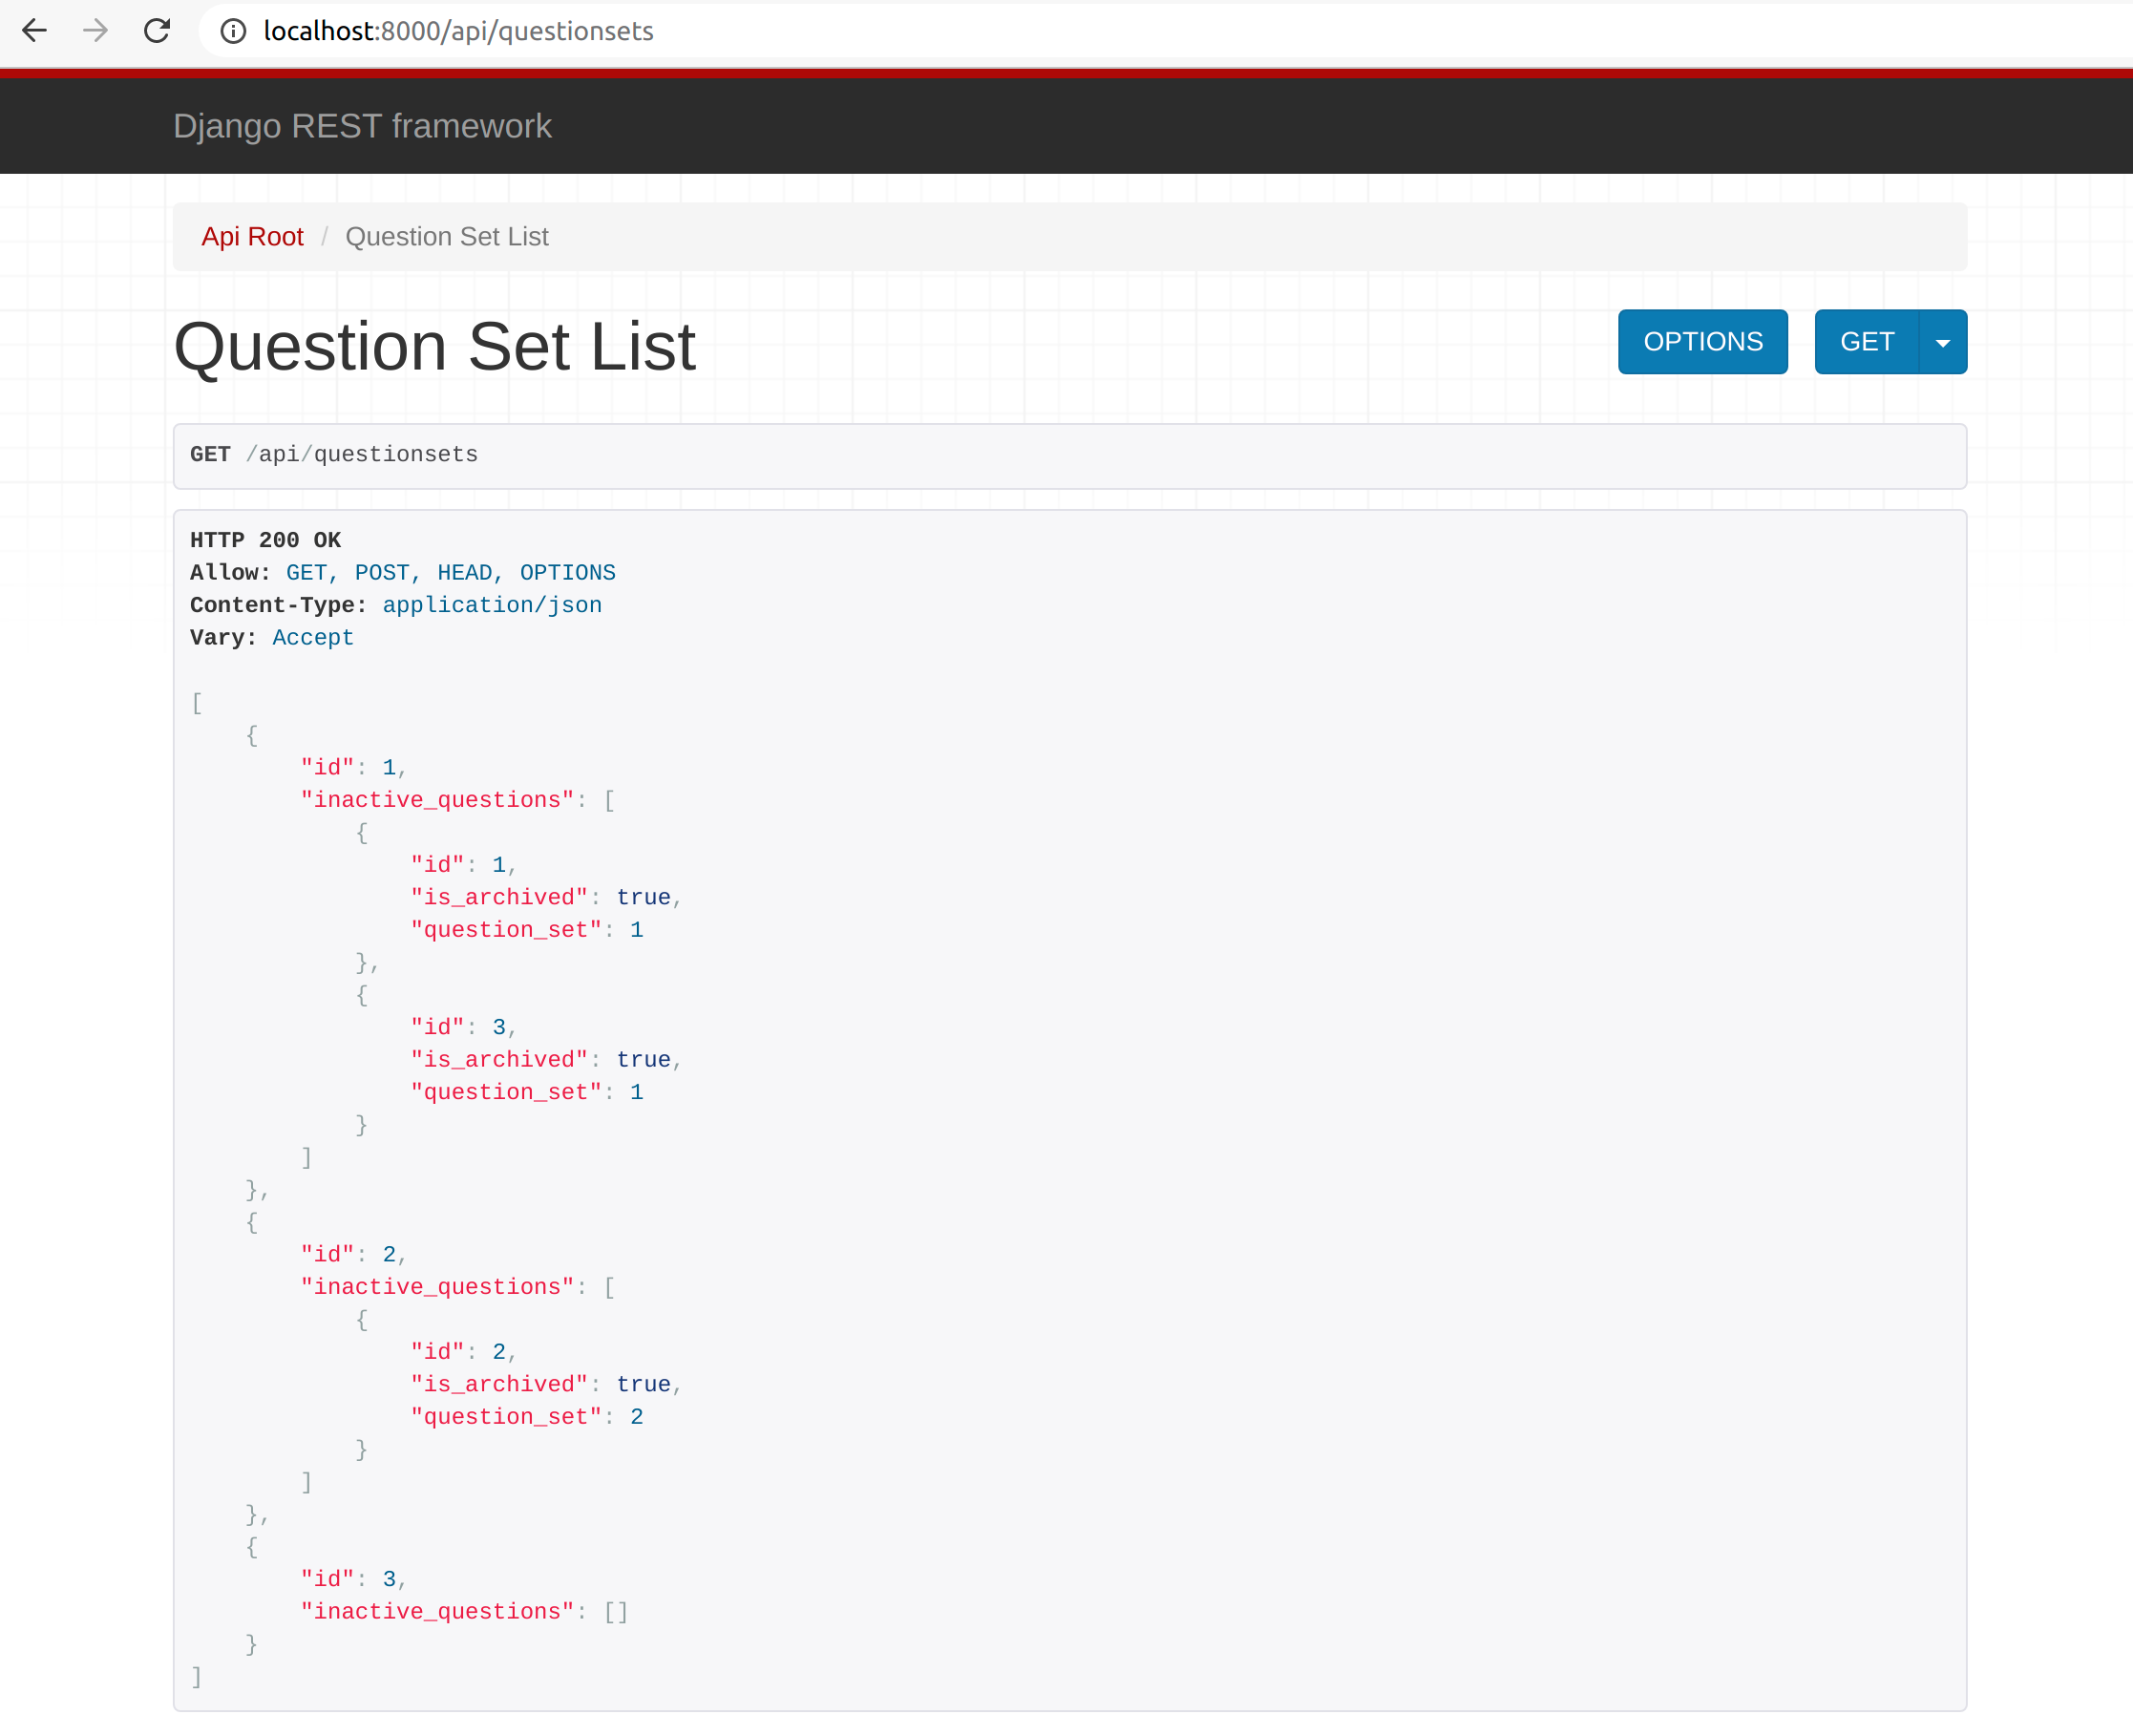 localhost:8000/api/questionsets
Django REST framework
Api Root / Question Set List
Question Set List
OPTIONS GET
GET /api/questionsets
HTTP 200 OK
Allow: GET, POST, HEAD, OPTIONS
Content-Type: application/json
Vary: Accept
[
    {
        "id": 1,
        "inactive_questions": [
            {
                "id": 1,
                "is_archived": true,
                "question_set": 1
            },
            {
                "id": 3,
                "is_archived": true,
                "question_set": 1
            }
        ]
    },
    {
        "id": 2,
        "inactive_questions": [
            {
                "id": 2,
                "is_archived": true,
                "question_set": 2
            }
        ]
    },
    {
        "id": 3,
        "inactive_questions": []
    }
]